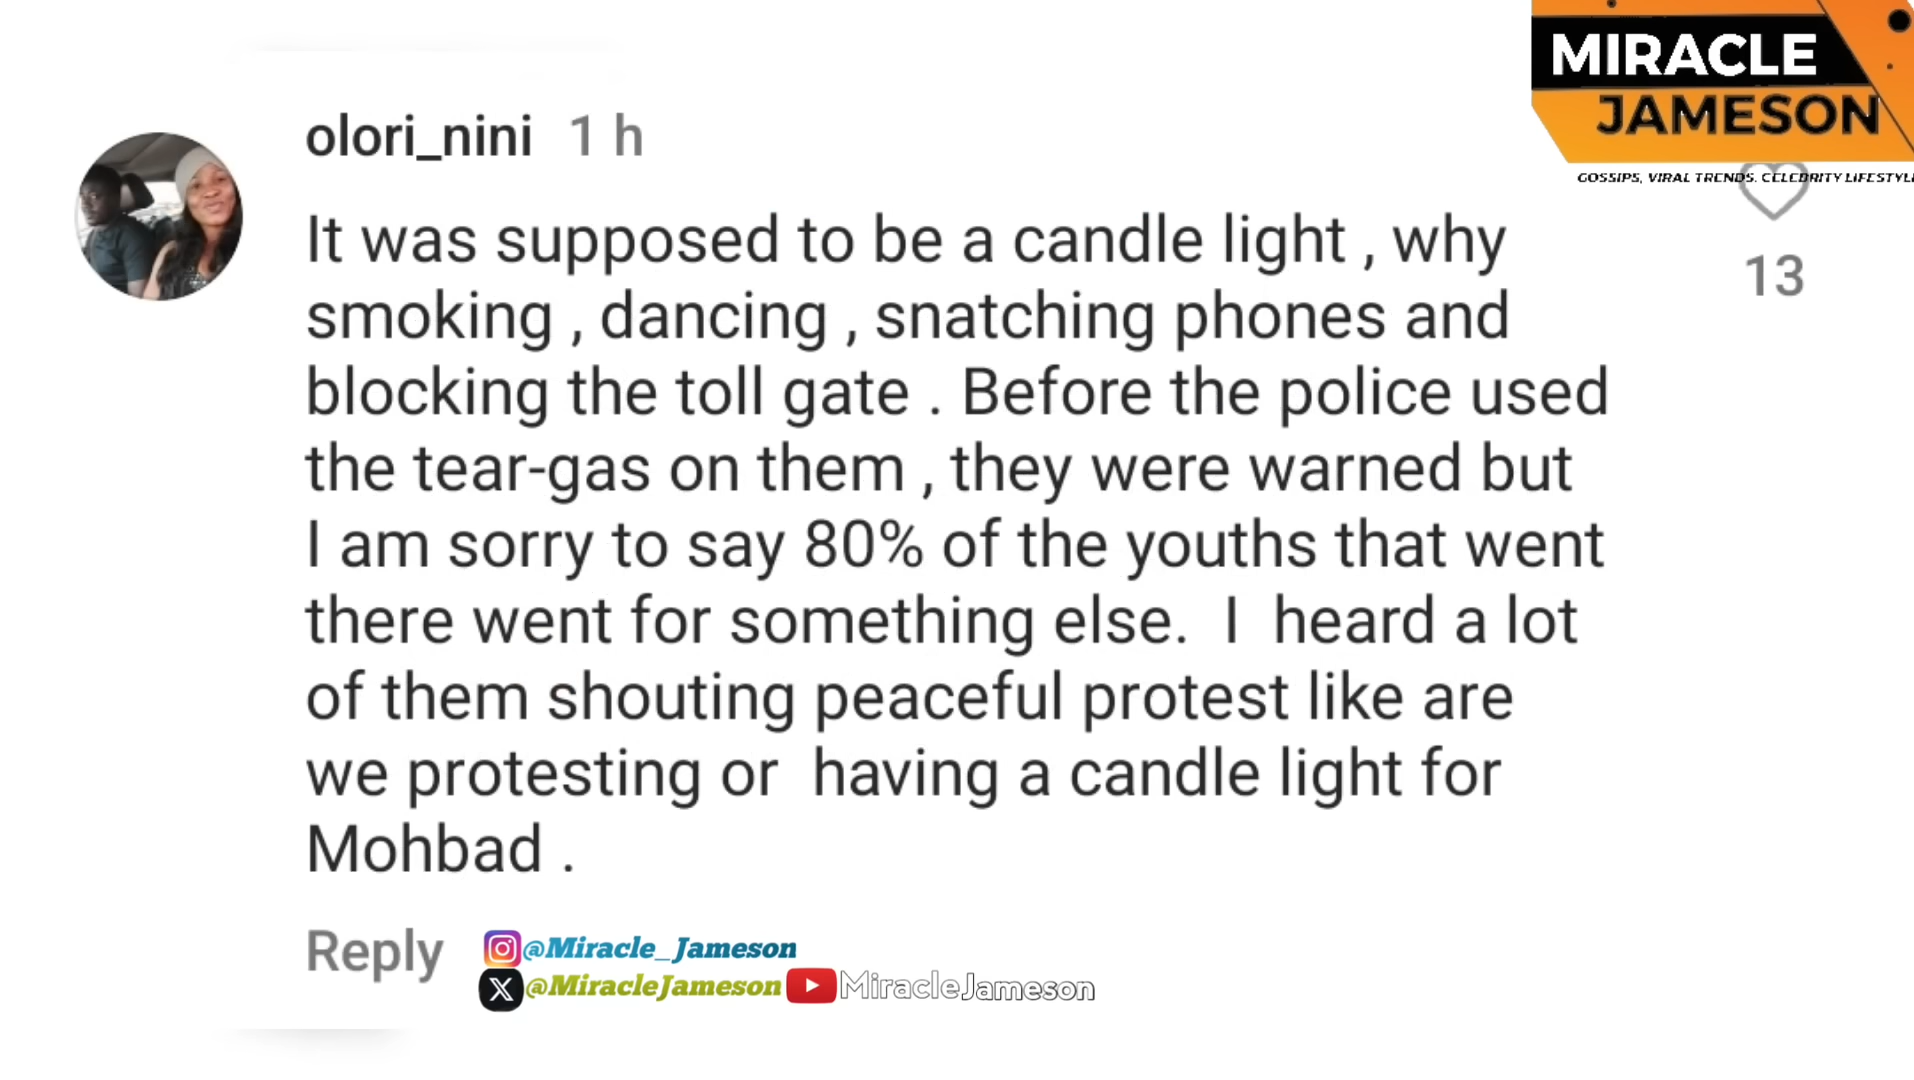 MIRACLE
JAMESON
GOSSIPS, VIRAL TRENDS. CELEBRITY LIFESTYLE
olori_nini 1 h
It was supposed to be a candle light , why
smoking , dancing , snatching phones and
blocking the toll gate . Before the police used
the tear-gas on them , they were warned but
I am sorry to say 80% of the youths that went
there went for something else. I heard a lot
of them shouting peaceful protest like are
we protesting or having a candle light for
Mohbad .
13
Reply
@Miracle_Jameson
@MiracleJameson MiracleJameson